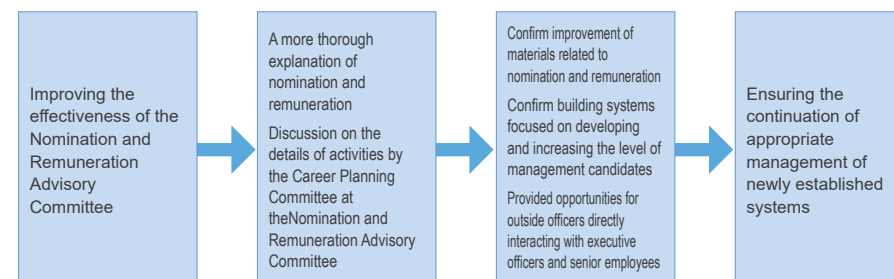 Improving the
effectiveness of the
Nomination and
Remuneration
Advisory
Committee
A more thorough
explanation of
nomination and
remuneration
Discussion on the
details of activities by
the Career Planning
Committee at
theNomination and
Remuneration Advisory
Committee
Confirm improvement of
materials related to
nomination and remuneration
Confirm building systems
focused on developing
and increasing the level of
management candidates
Provided opportunities for
outside officers directly
interacting with executive
officers and senior employees
Ensuring the
continuation of
appropriate
management of
newly established
systems